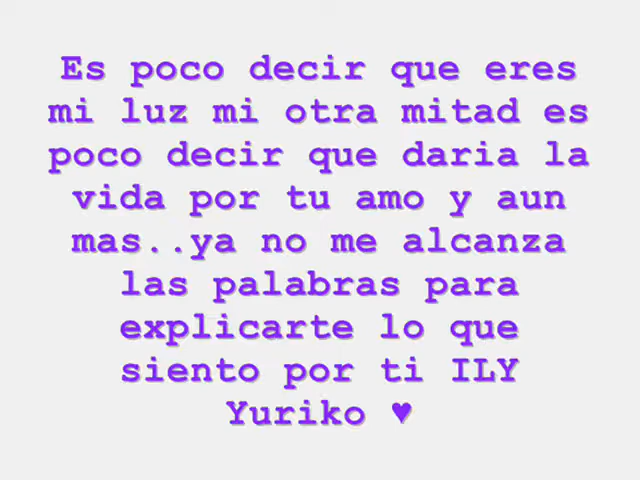 Es poco decir que eres
mi luz mi otra mitad es
poco decir que daria la
vida por tu amo y aun
mas..ya no me alcanza
las palabras para
explicarte lo que
siento por ti ILY
Yuriko ♥